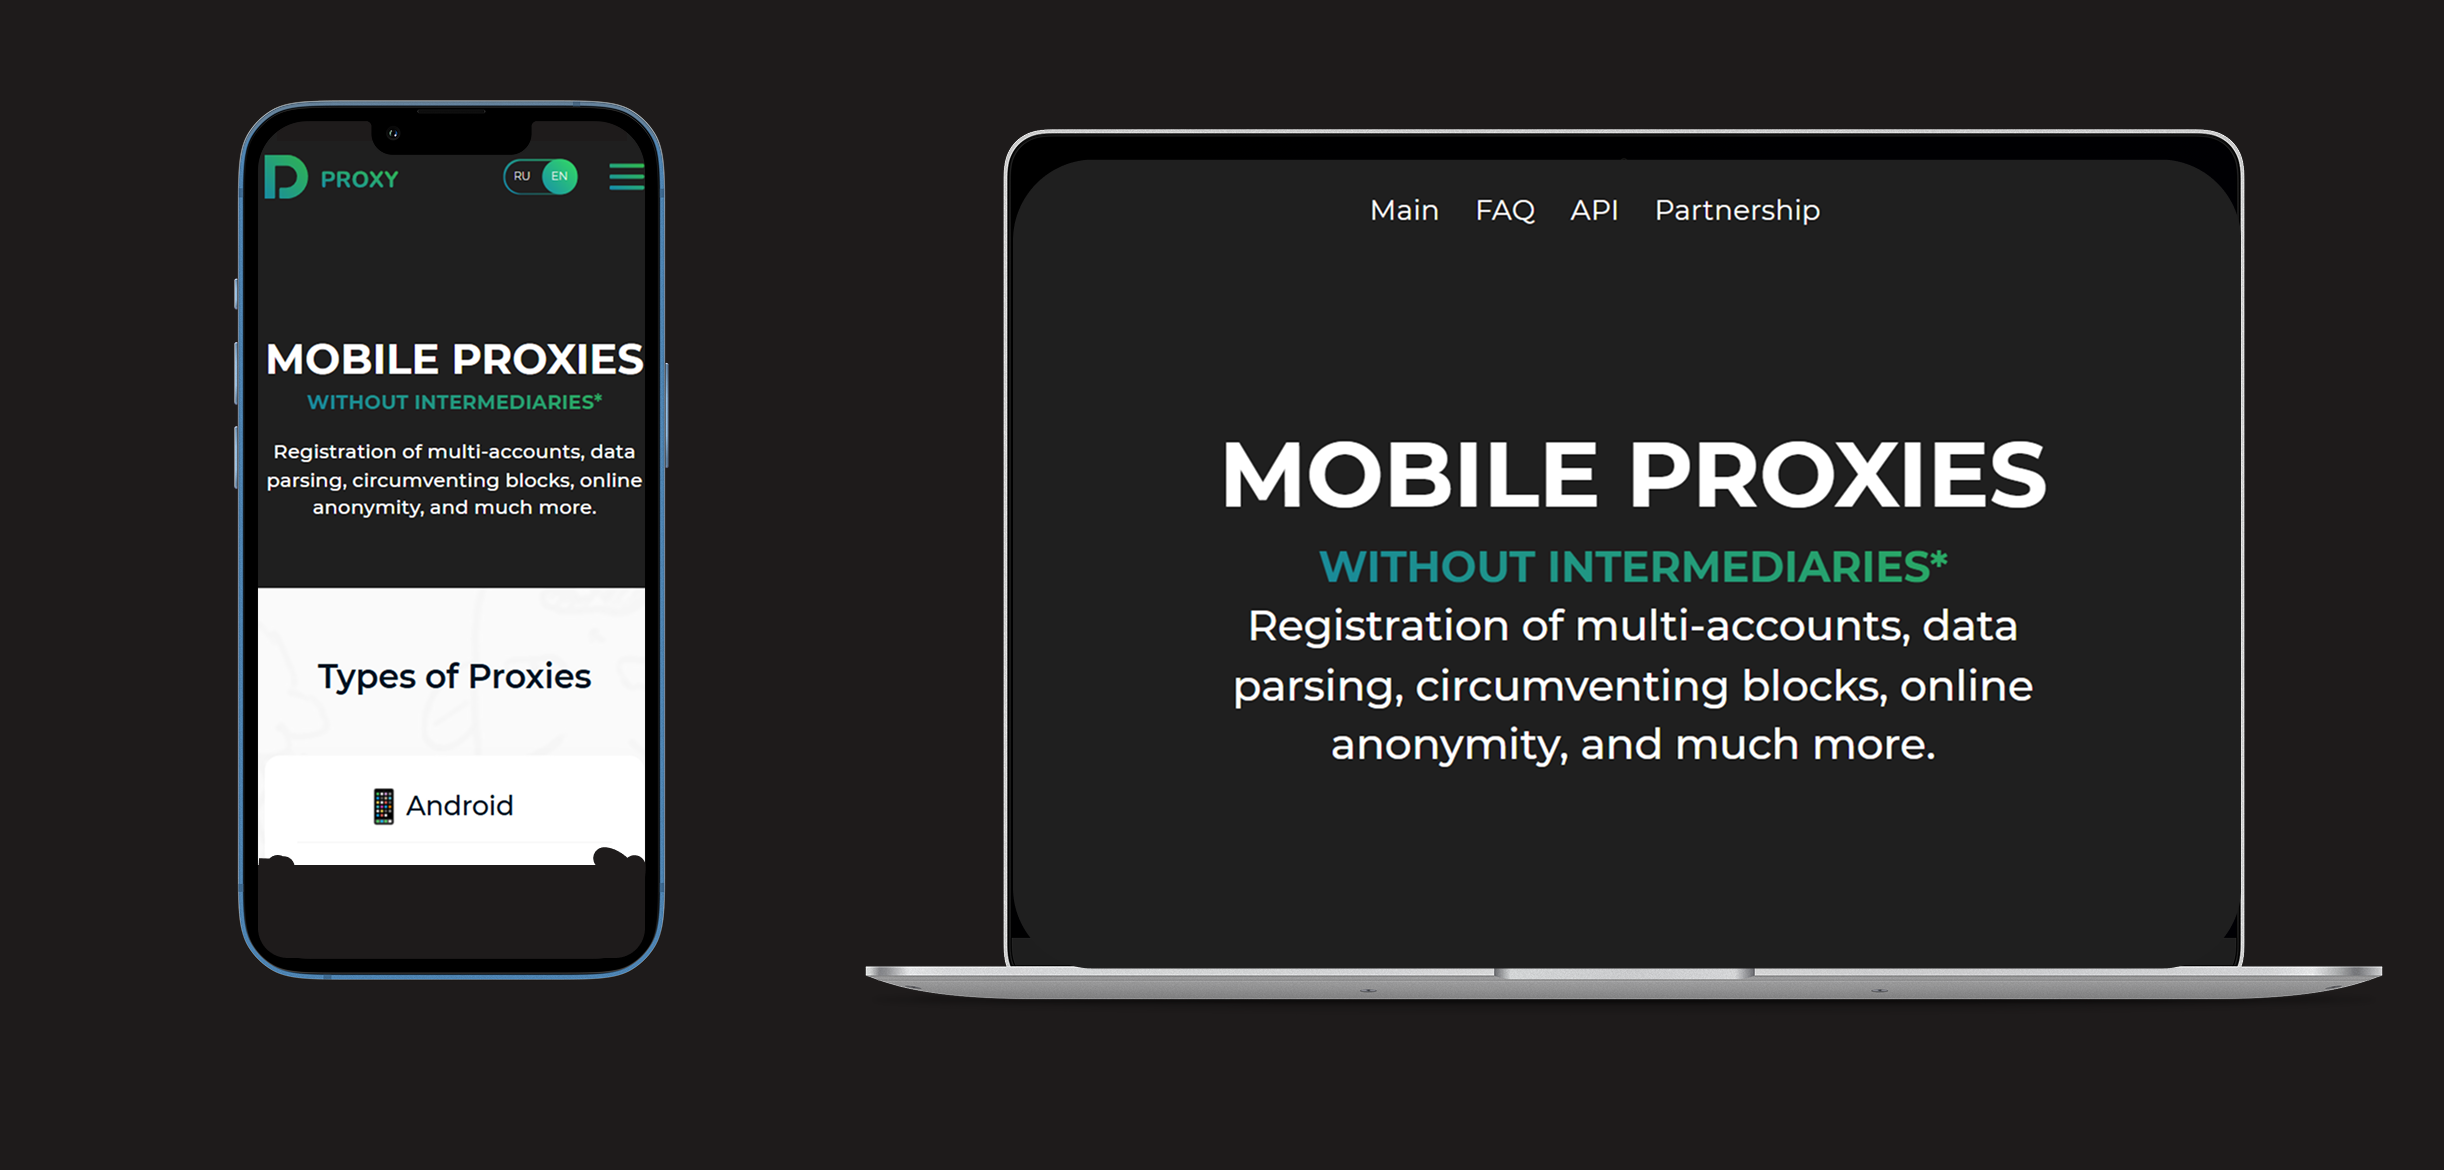 PROXY
RU EN
MOBILE PROXIES
WITHOUT INTERMEDIARIES*
Registration of multi-accounts, data
parsing, circumventing blocks, online
anonymity, and much more.
Types of Proxies
Android
Main FAQ API Partnership
MOBILE PROXIES
WITHOUT INTERMEDIARIES*
Registration of multi-accounts, data
parsing, circumventing blocks, online
anonymity, and much more.